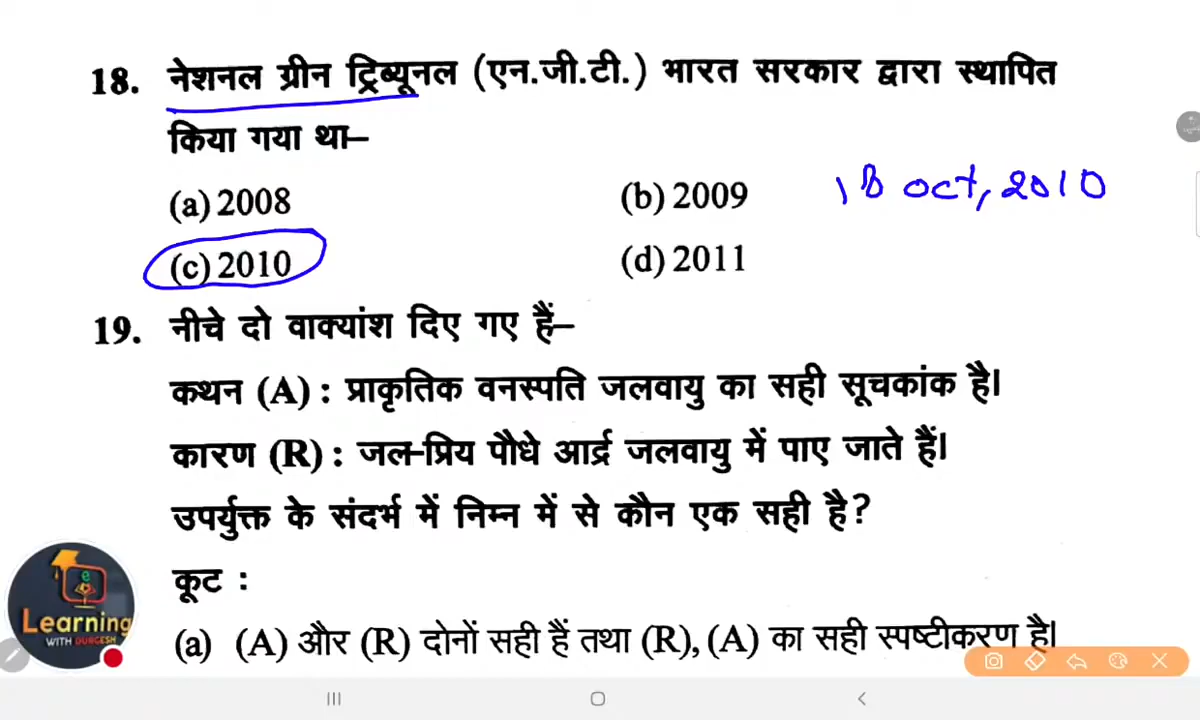 18. नेशनल ग्रीन ट्रिब्यूनल (एन.जी.टी.) भारत सरकार द्वारा स्थापित
किया गया था–
(a) 2008 (b) 2009 18 Oct, 2010
(c) 2010 (d) 2011
19. नीचे दो वाक्यांश दिए गए हैं–
कथन (A) : प्राकृतिक वनस्पति जलवायु का सही सूचकांक है।
कारण (R) : जल-प्रिय पौधे आर्द्र जलवायु में पाए जाते हैं।
उपर्युक्त के संदर्भ में निम्न में से कौन एक सही है?
कूट :
(a) (A) और (R) दोनों सही हैं तथा (R), (A) का सही स्पष्टीकरण है।
e
Learning
WITH DURGESH